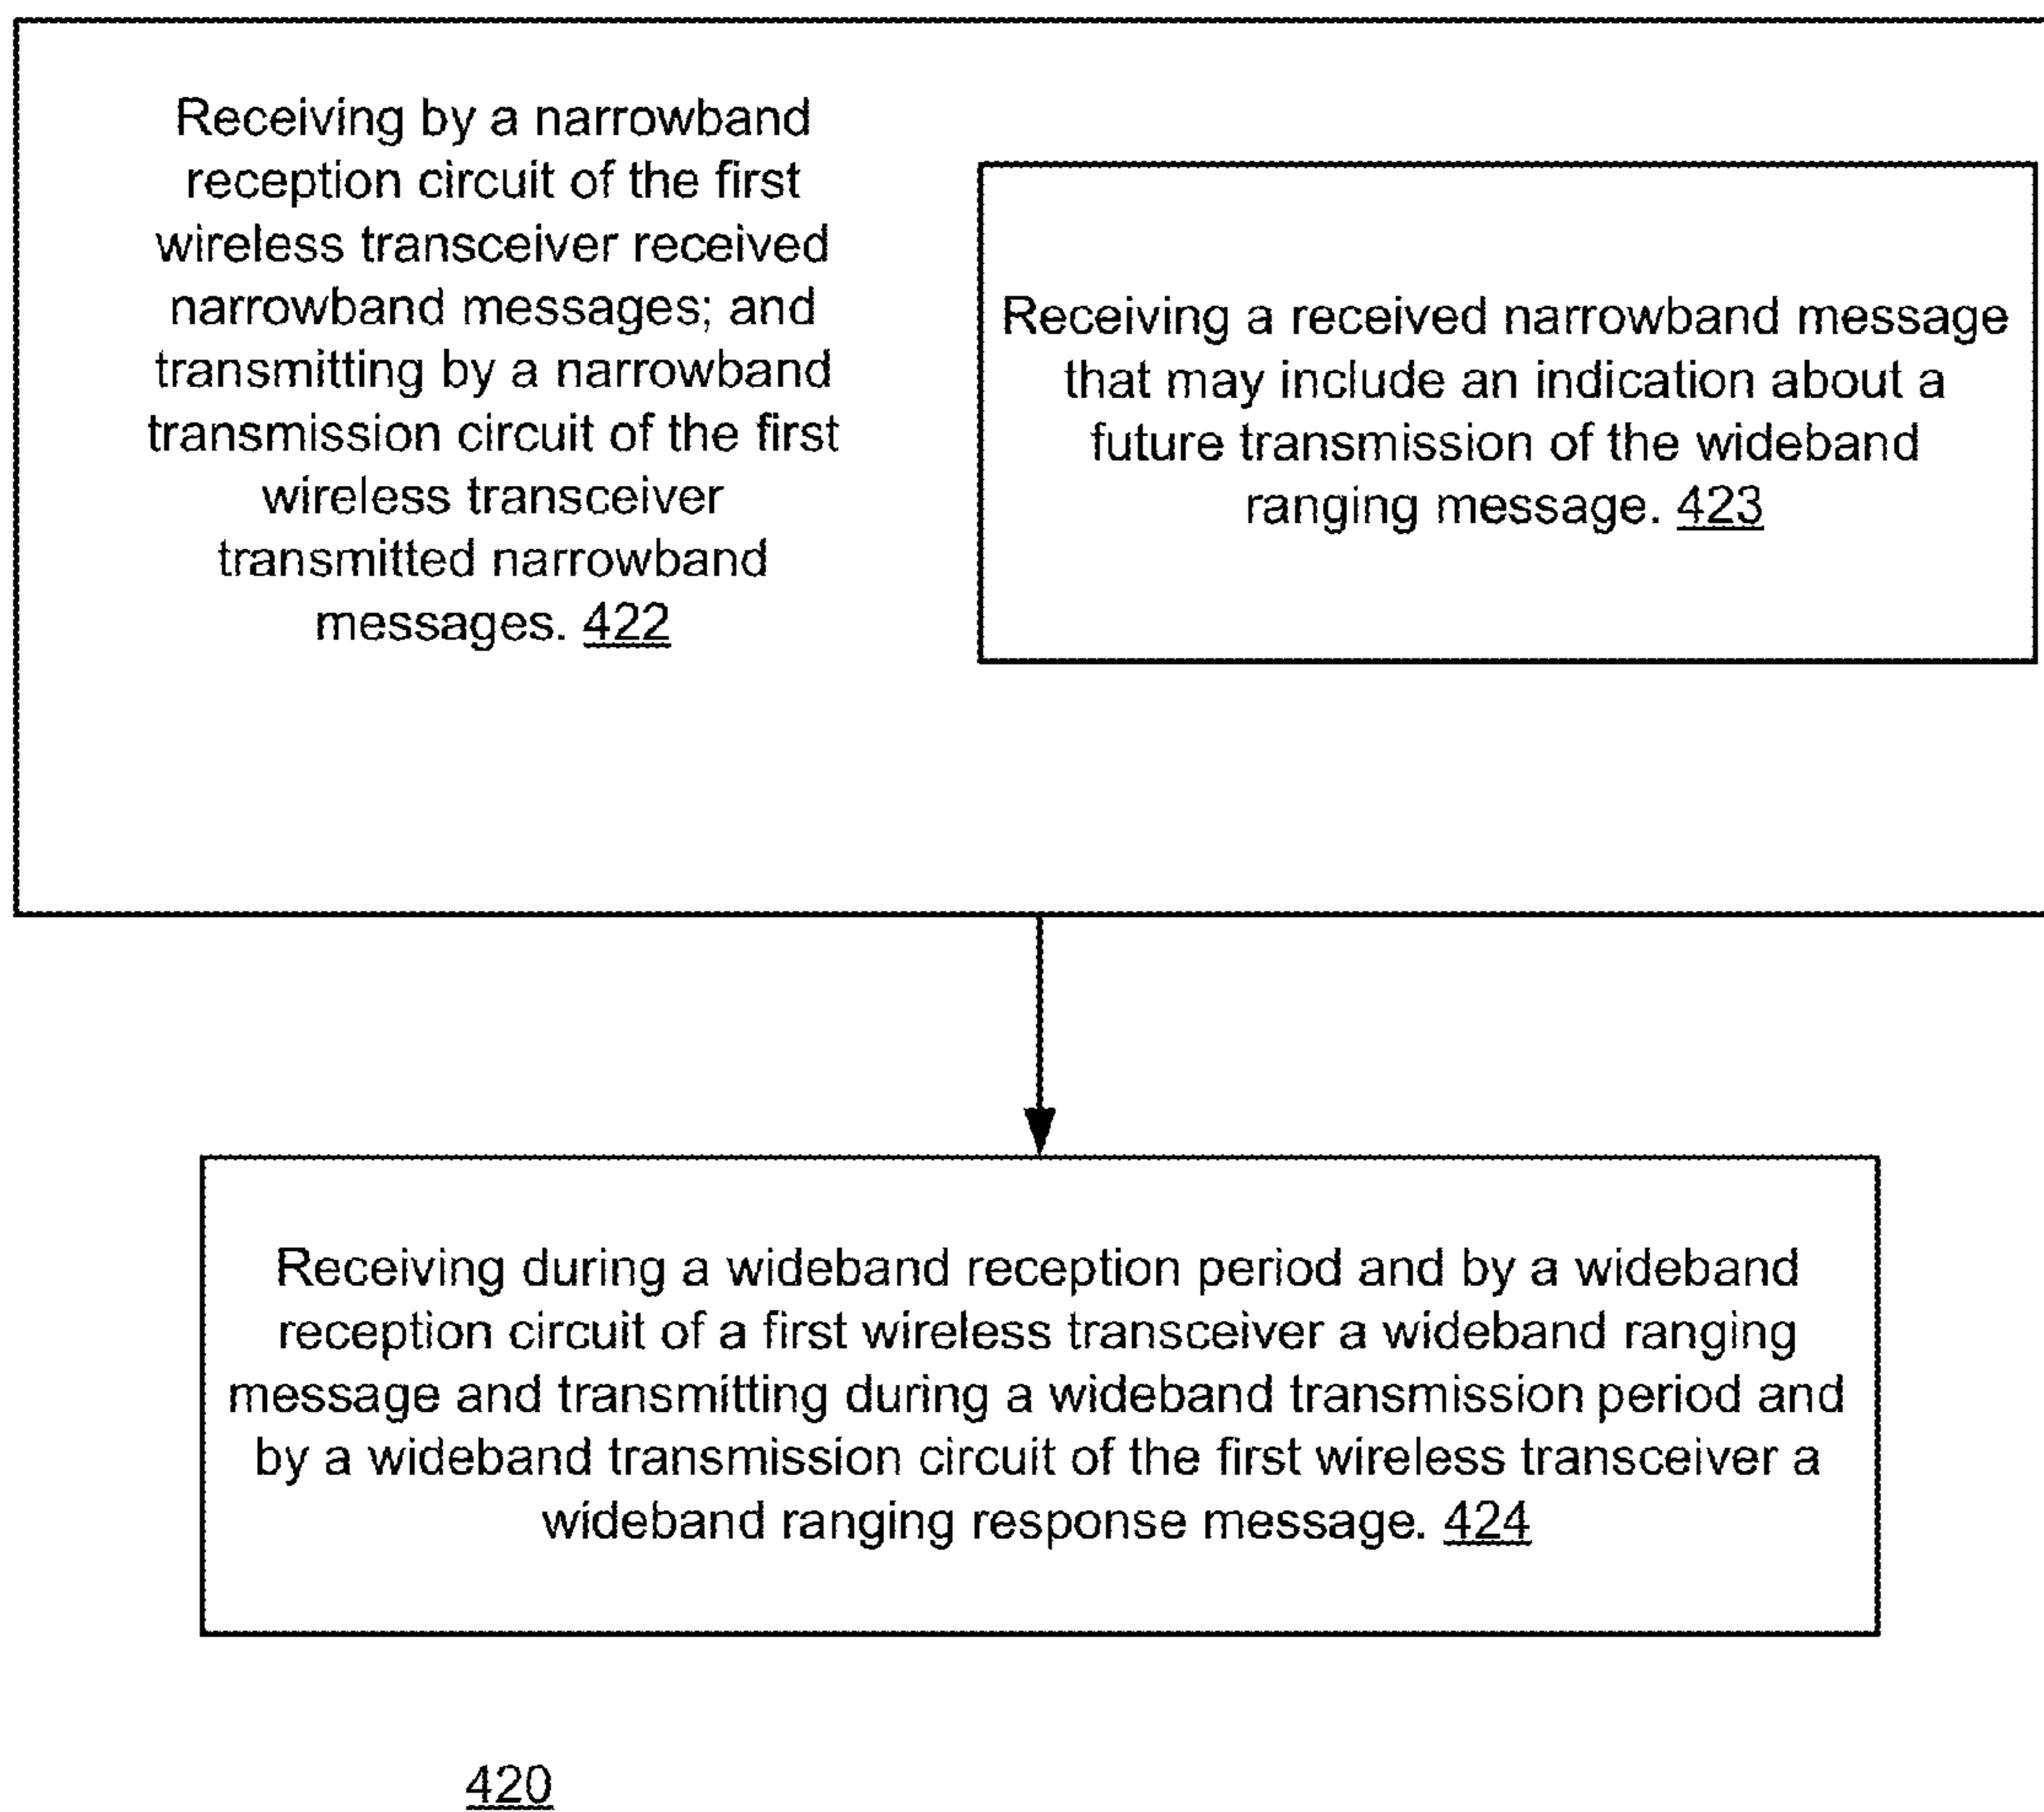 Receiving by a narrowband
reception circuit of the first
wireless transceiver received
narrowband messages; and
transmitting by a narrowband
transmission circuit of the first
wireless transceiver
transmitted narrowband
messages. 422
Receiving a received narrowband message
that may include an indication about a
future transmission of the wideband
ranging message. 423
Receiving during a wideband reception period and by a wideband
reception circuit of a first wireless transceiver a wideband ranging
message and transmitting during a wideband transmission period and
by a wideband transmission circuit of the first wireless transceiver a
wideband ranging response message. 424
420